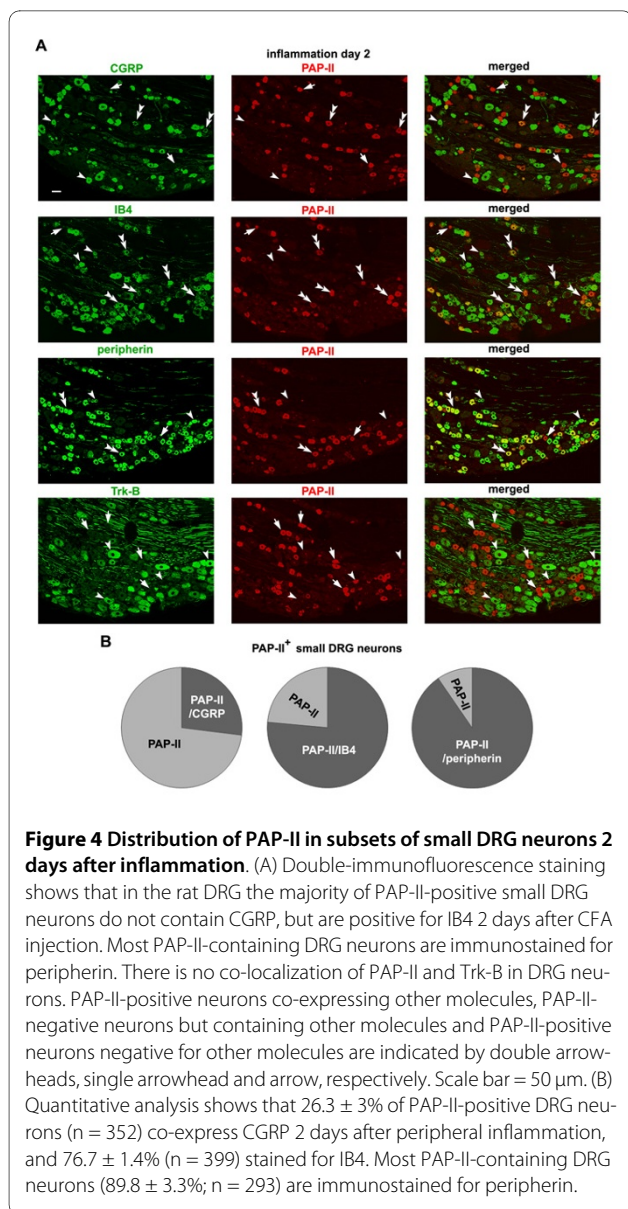 A
inflammation day 2
CGRP PAP-II merged
IB4 PAP-II merged
peripherin PAP-II merged
Trk-B PAP-II merged
B
PAP-II⁺ small DRG neurons
PAP-II
/CGRP
PAP-II
PAP-II
PAP-II/IB4
PAP-II
PAP-II
/peripherin
Figure 4 Distribution of PAP-II in subsets of small DRG neurons 2
days after inflammation. (A) Double-immunofluorescence staining
shows that in the rat DRG the majority of PAP-II-positive small DRG
neurons do not contain CGRP, but are positive for IB4 2 days after CFA
injection. Most PAP-II-containing DRG neurons are immunostained for
peripherin. There is no co-localization of PAP-II and Trk-B in DRG neu-
rons. PAP-II-positive neurons co-expressing other molecules, PAP-II-
negative neurons but containing other molecules and PAP-II-positive
neurons negative for other molecules are indicated by double arrow-
heads, single arrowhead and arrow, respectively. Scale bar = 50 μm. (B)
Quantitative analysis shows that 26.3 ± 3% of PAP-II-positive DRG neu-
rons (n = 352) co-express CGRP 2 days after peripheral inflammation,
and 76.7 ± 1.4% (n = 399) stained for IB4. Most PAP-II-containing DRG
neurons (89.8 ± 3.3%; n = 293) are immunostained for peripherin.